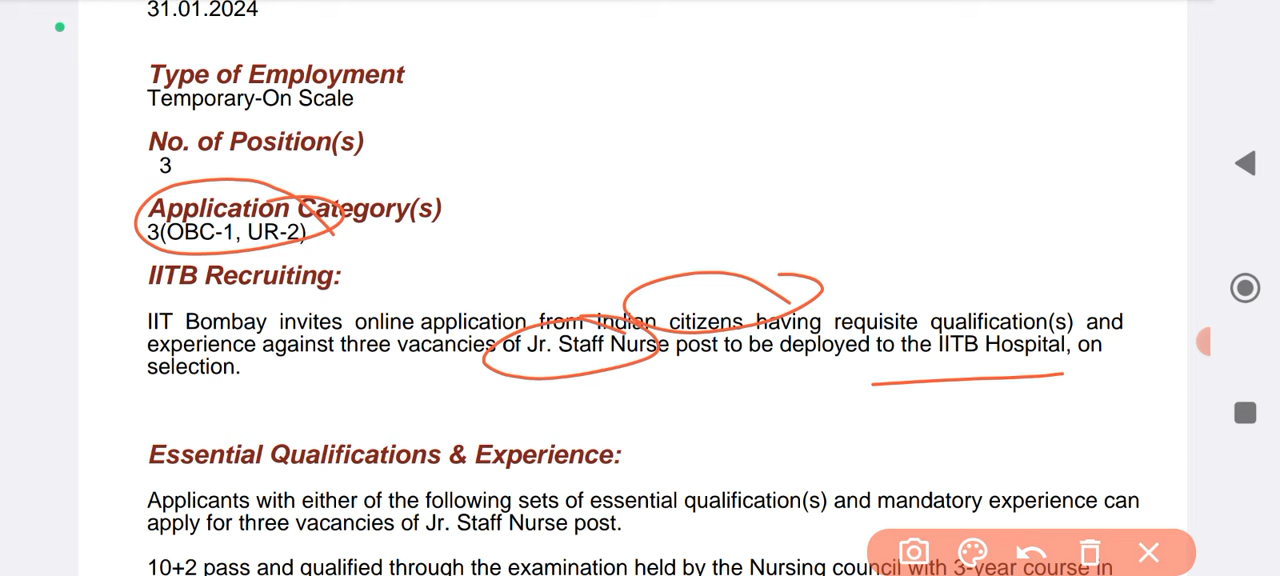 31.01.2024
Type of Employment
Temporary-On Scale
No. of Position(s)
3
Application Category(s)
3(OBC-1, UR-2)
IITB Recruiting:
IIT Bombay invites online application from Indian citizens having requisite qualification(s) and
experience against three vacancies of Jr. Staff Nurse post to be deployed to the IITB Hospital, on
selection.
Essential Qualifications & Experience:
Applicants with either of the following sets of essential qualification(s) and mandatory experience can
apply for three vacancies of Jr. Staff Nurse post.
10+2 pass and qualified through the examination held by the Nursing council with 3-year course in